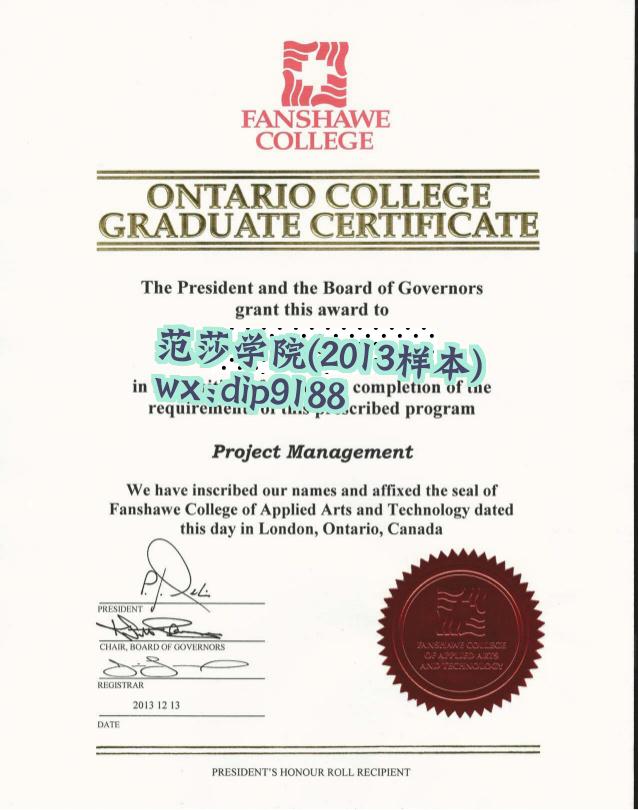 FANSHAWE
COLLEGE
ONTARIO COLLEGE
GRADUATE CERTIFICATE
The President and the Board of Governors
grant this award to
范莎学院(2013样本)
wx:dip9188
in completion of the
requirements of this prescribed program
Project Management
We have inscribed our names and affixed the seal of
Fanshawe College of Applied Arts and Technology dated
this day in London, Ontario, Canada
PRESIDENT
CHAIR, BOARD OF GOVERNORS
REGISTRAR
2013 12 13
DATE
FANSHAWE COLLEGE
OF APPLIED ARTS
AND TECHNOLOGY
PRESIDENT'S HONOUR ROLL RECIPIENT